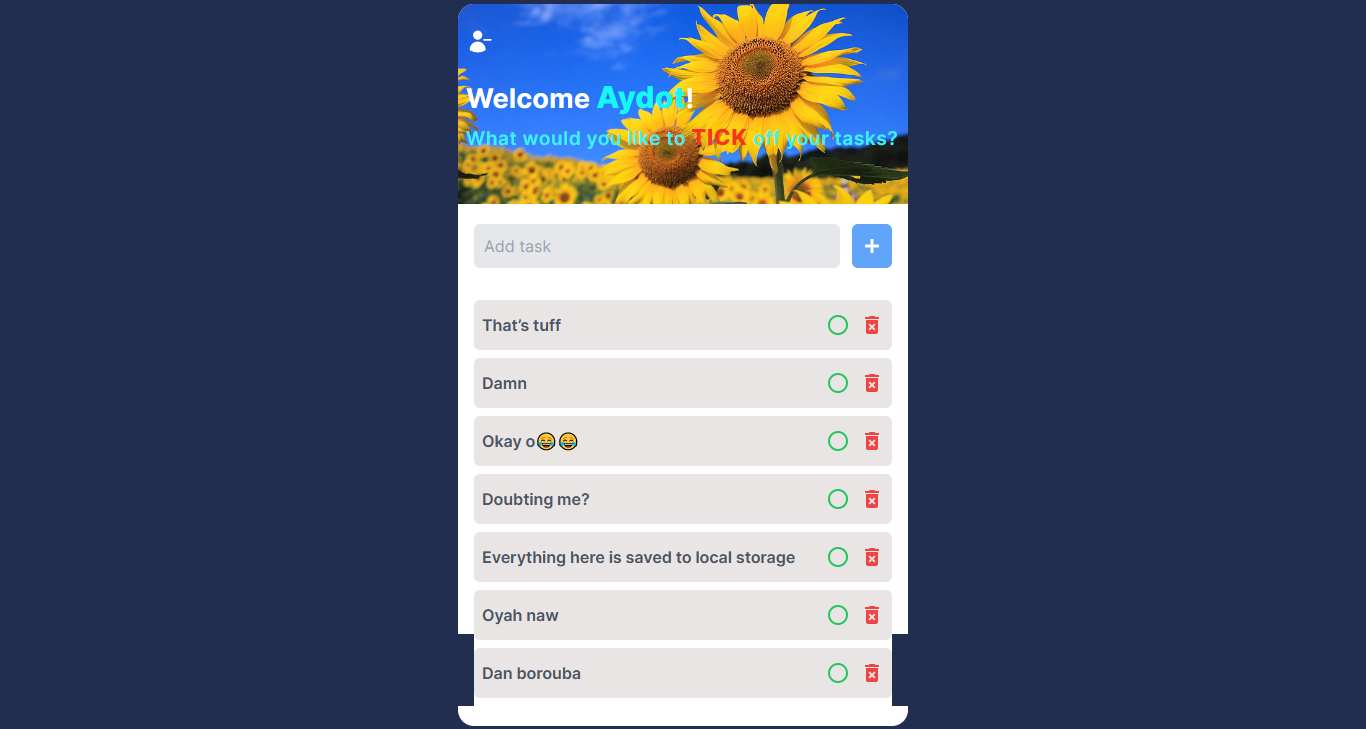 Welcome Aydot!
What would you like to TICK off your tasks?
Add task
That's tuff
Damn
Okay o😂😂
Doubting me?
Everything here is saved to local storage
Oyah naw
Dan borouba